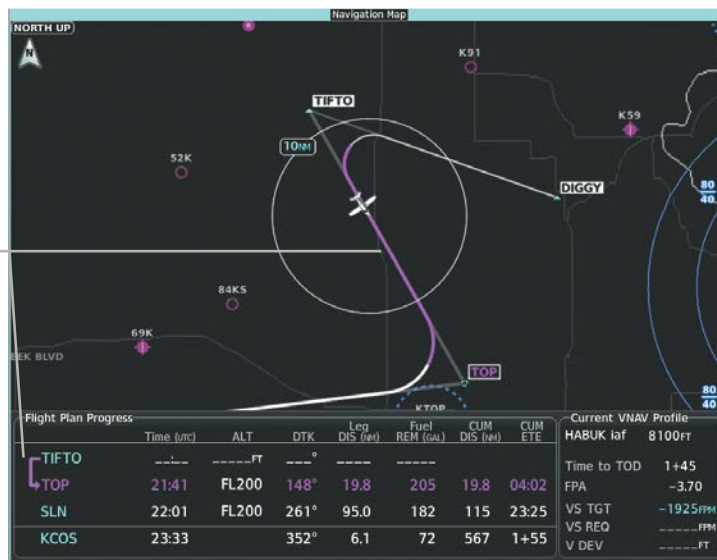 Navigation Map
NORTH UP
N
K91
TIFTO
K59
10NM
52K
DIGGY
80
40
84KS
69K
EEK BLVD
TOP
KTOP
80
40
Flight Plan Progress
Time (UTC) ALT DTK Leg DIS (NM) Fuel REM (GAL) CUM DIS (NM) CUM ETE
TIFTO __:__ _____FT ___° ____ _____
TOP 21:41 FL200 148° 19.8 205 19.8 04:02
SLN 22:01 FL200 261° 95.0 182 115 23:25
KCOS 23:33 352° 6.1 72 567 1+55
Current VNAV Profile
HABUK iaf 8100FT
Time to TOD 1+45
FPA -3.70
VS TGT -1925FPM
VS REQ _____FPM
V DEV _____FT